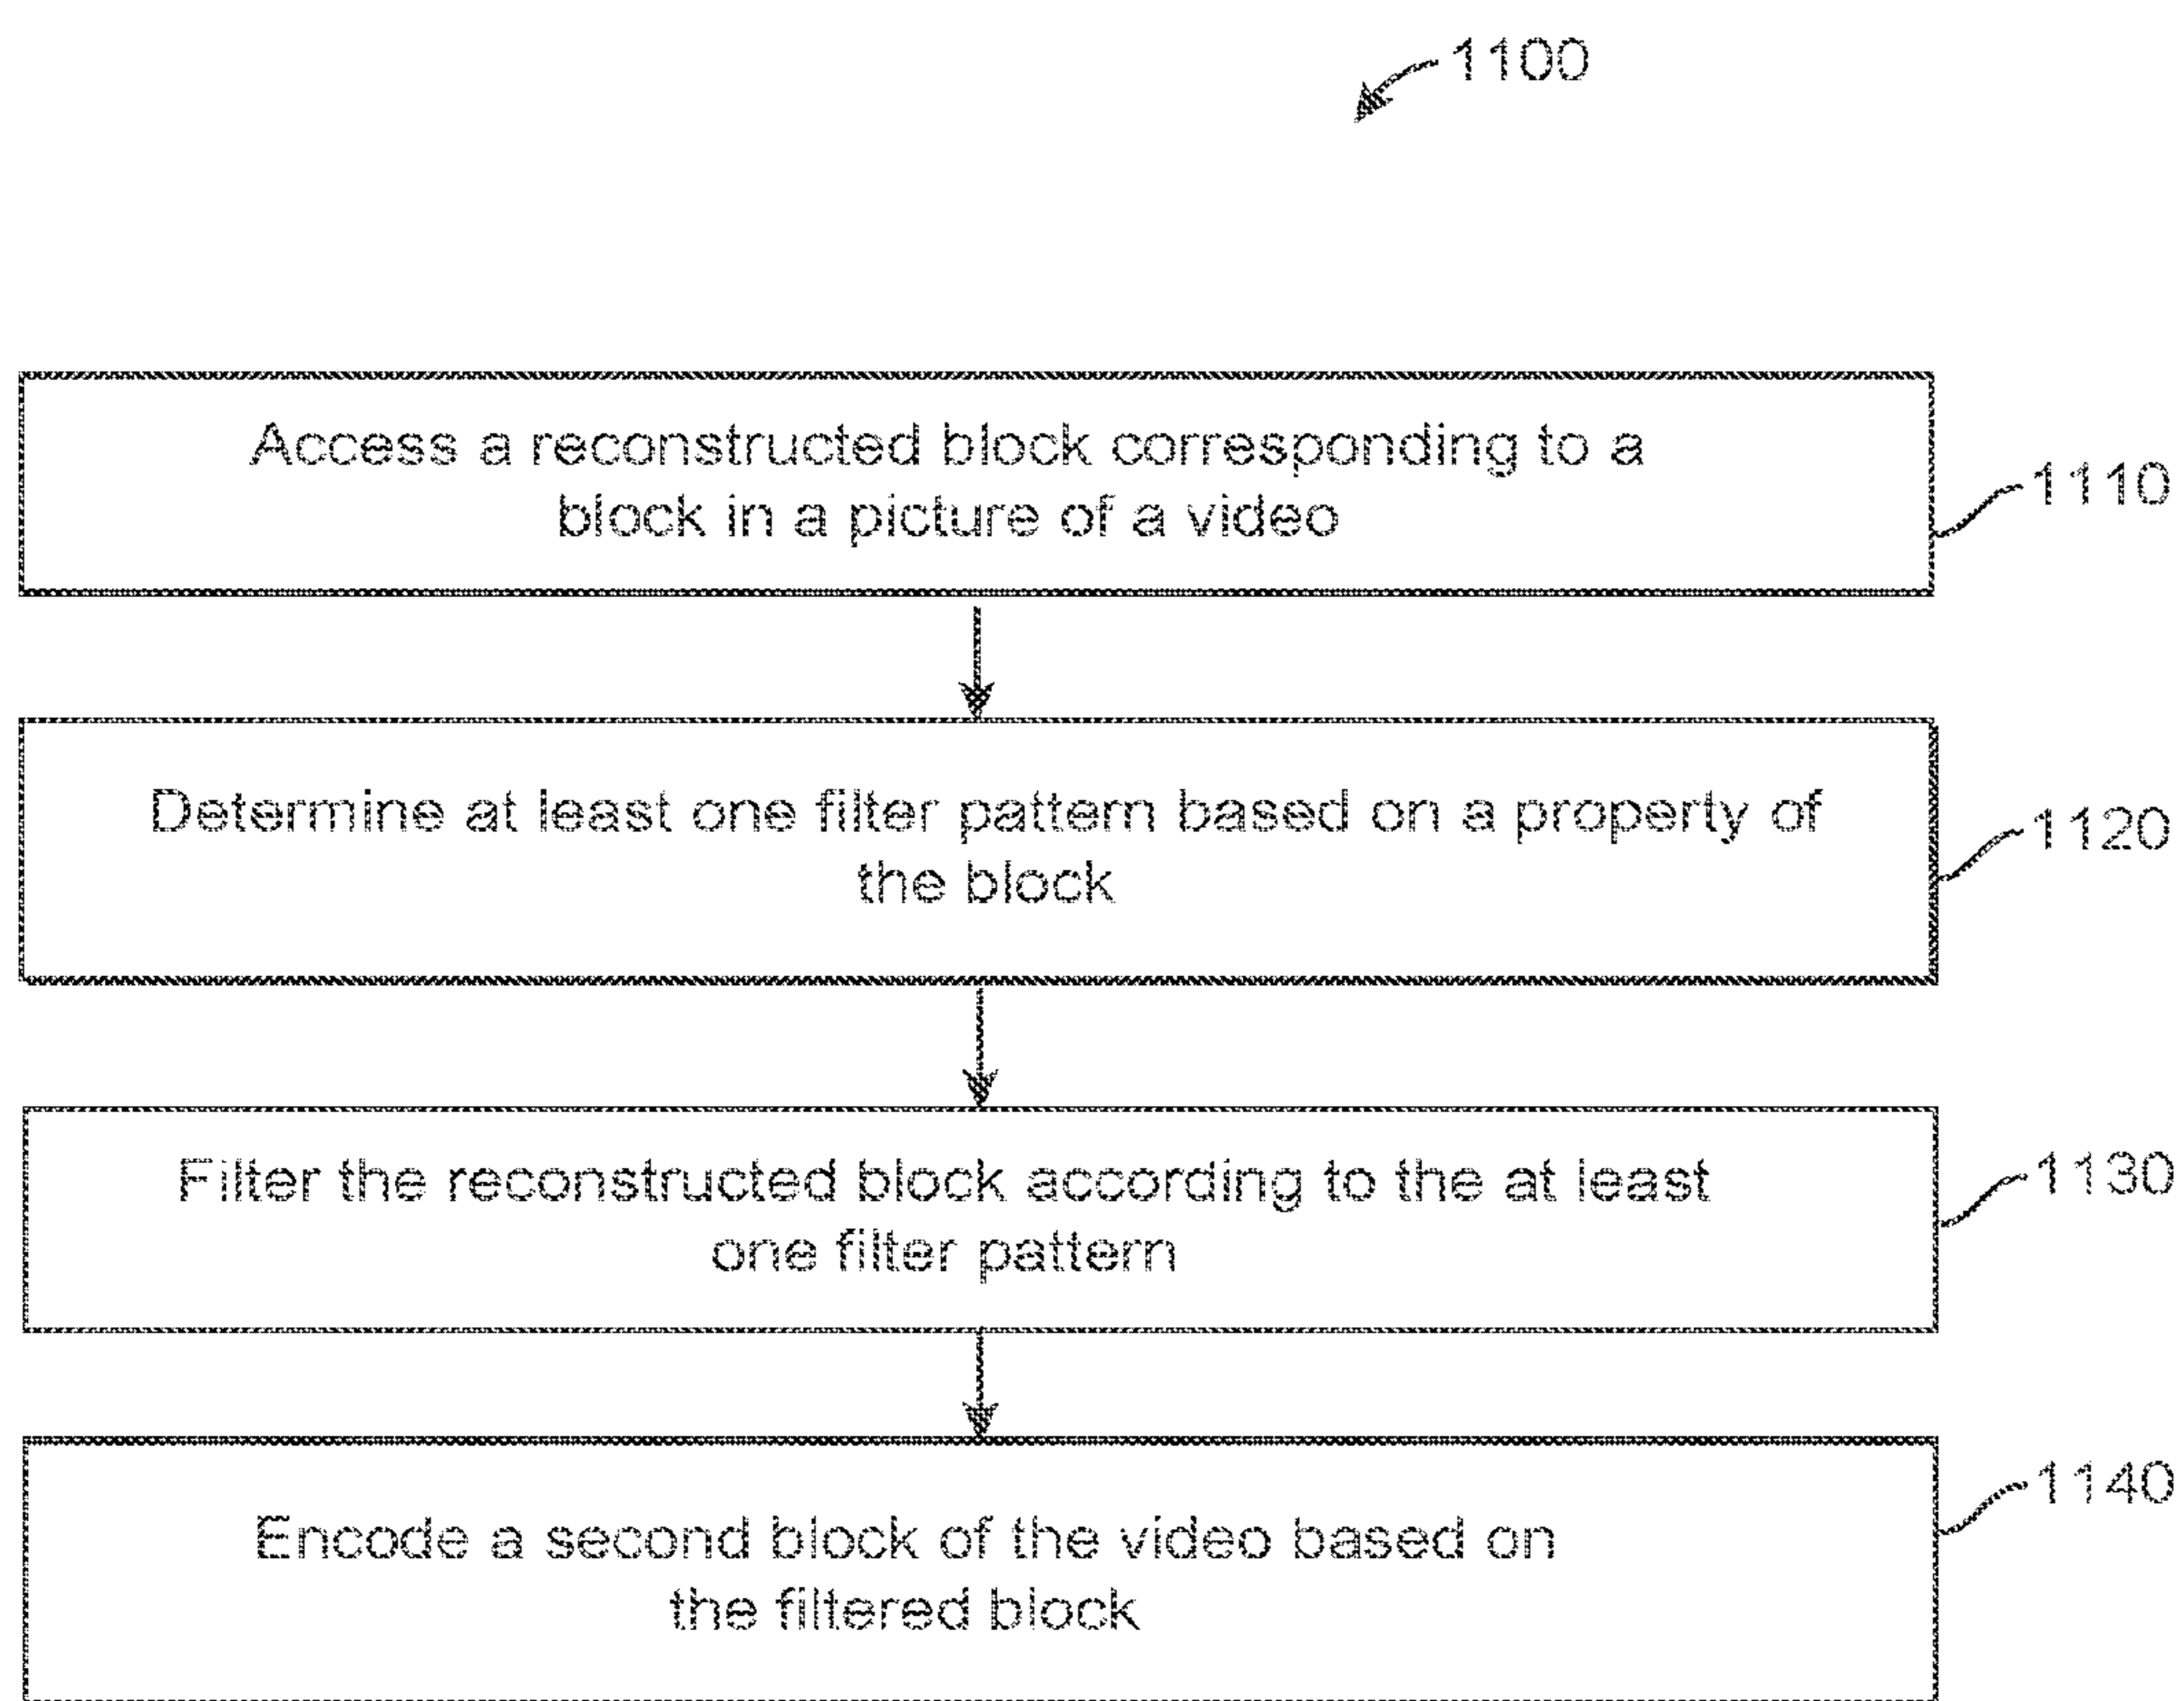 1100
Access a reconstructed block corresponding to a
block in a picture of a video
1110
Determine at least one filter pattern based on a property of
the block
1120
Filter the reconstructed block according to the at least
one filter pattern
1130
Encode a second block of the video based on
the filtered block
1140